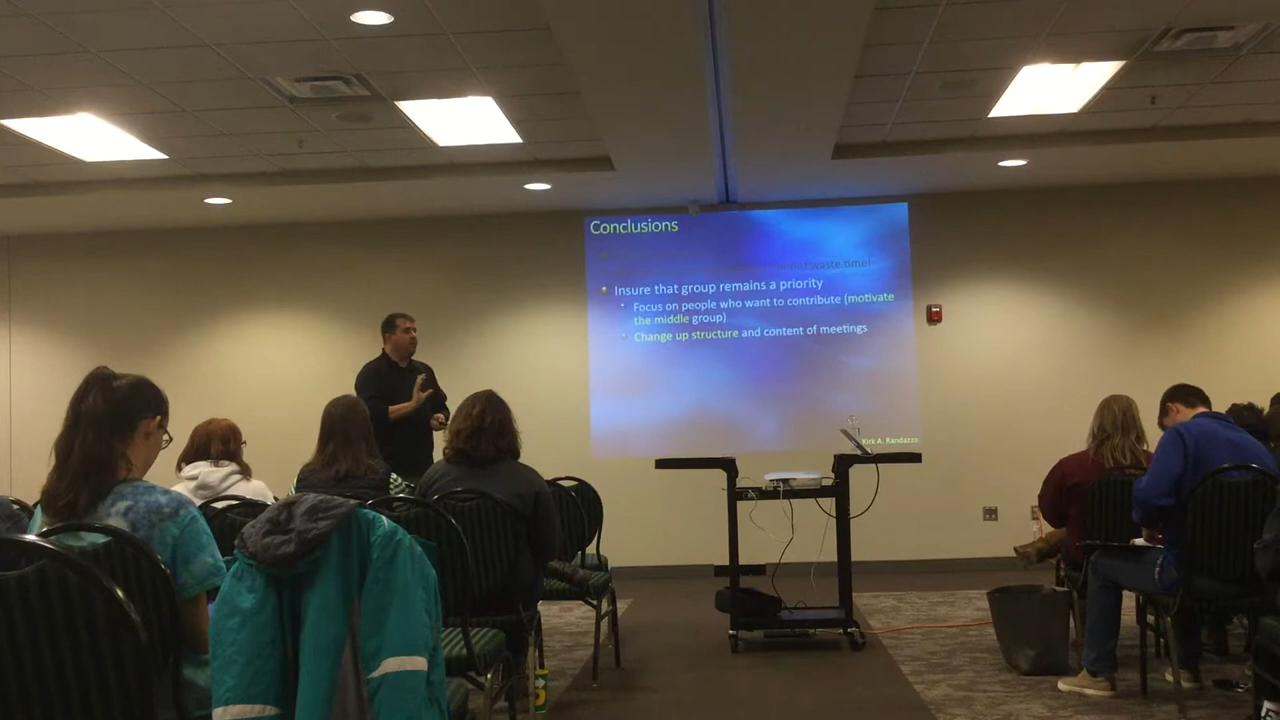 Conclusions
not waste time!
Insure that group remains a priority
Focus on people who want to contribute (motivate
the middle group)
Change up structure and content of meetings
Kirk A. Randazzo